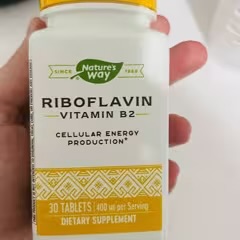 Nature's
SINCE Way 1969
RIBOFLAVIN
VITAMIN B2
CELLULAR ENERGY
PRODUCTION*
30 TABLETS | 400 MG per Serving
DIETARY SUPPLEMENT